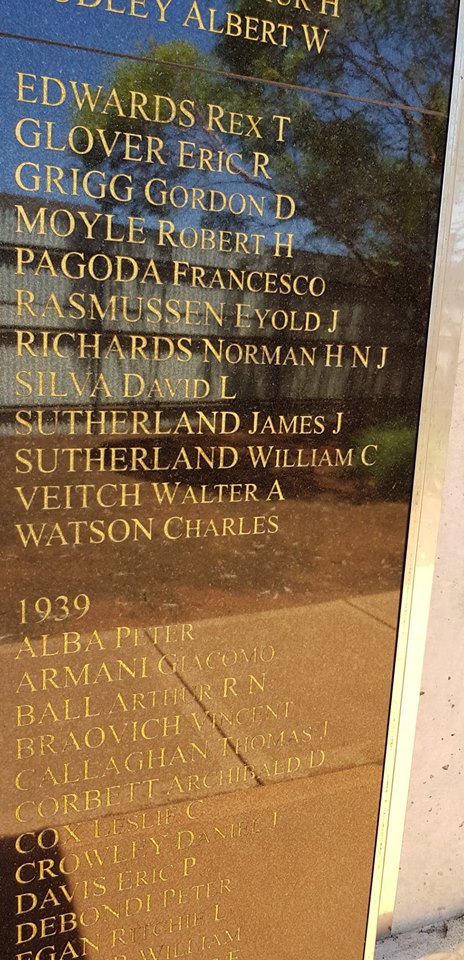 H
DLEY ALBERT W
EDWARDS REX T
GLOVER ERIC R
GRIGG GORDON D
MOYLE ROBERT H
PAGODA FRANCESCO
RASMUSSEN EYOLD J
RICHARDS NORMAN H N J
SILVA DAVID L
SUTHERLAND JAMES J
SUTHERLAND WILLIAM C
VEITCH WALTER A
WATSON CHARLES
1939
ALBA PETER
ARMANI GIACOMO
BALL ARTHUR R N
BRAOVICH VINCENT
CALLAGHAN THOMAS J
CORBETT ARCHIBALD D
COX LESLIE C
CROWLEY DANIEL J
DAVIS ERIC P
DEBONDI PETER
EGAN RITCHIE L
WILLIAM